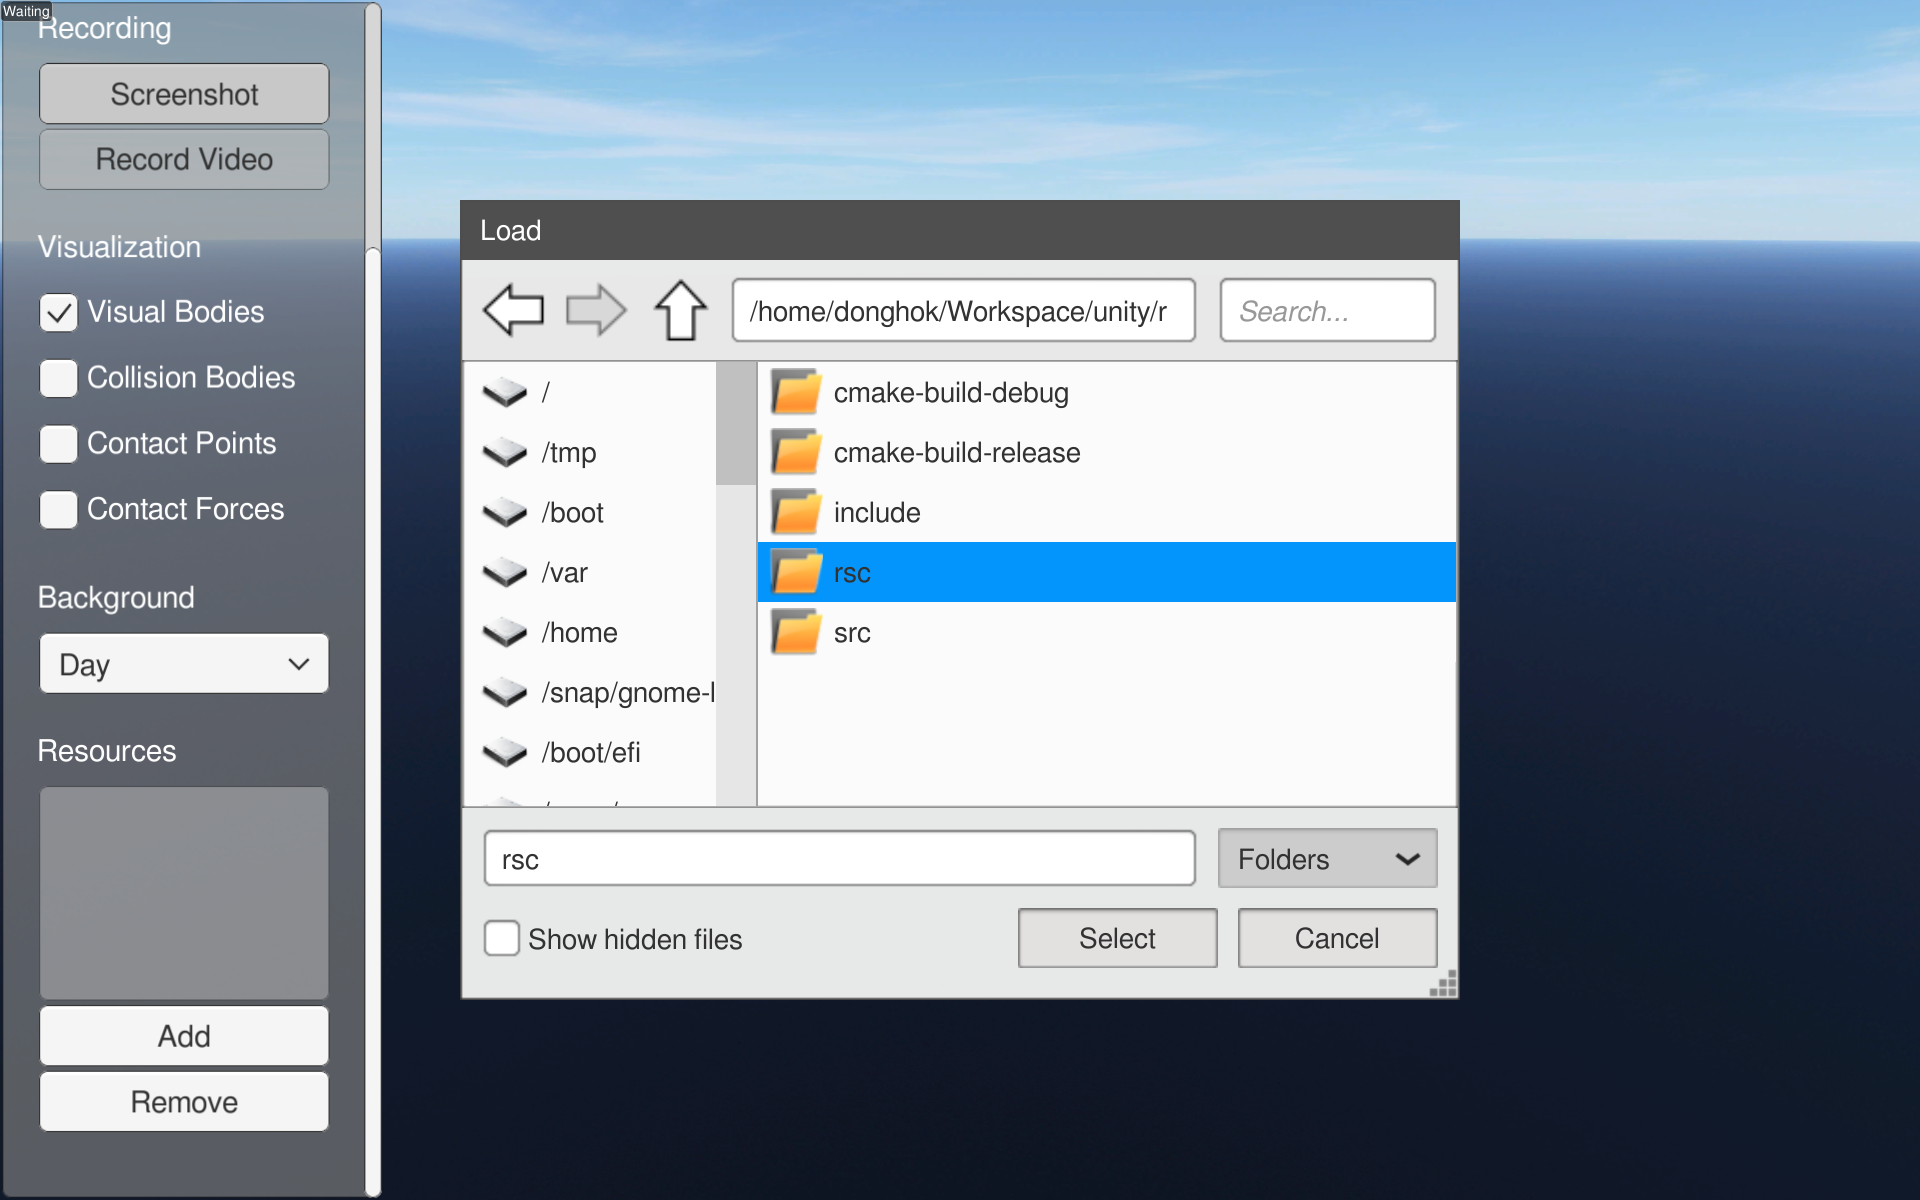 Waiting
Recording
Screenshot
Record Video
Visualization
Visual Bodies
Collision Bodies
Contact Points
Contact Forces
Background
Day
Resources
Add
Remove
Load
/home/donghok/Workspace/unity/r
Search...
/
/tmp
/boot
/var
/home
/snap/gnome-l
/boot/efi
cmake-build-debug
cmake-build-release
include
rsc
src
rsc
Folders
Show hidden files
Select
Cancel